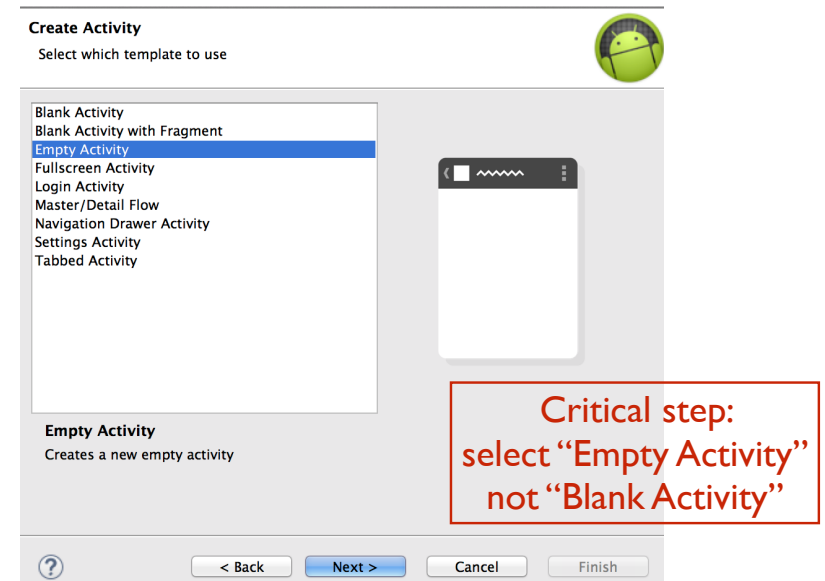 Create Activity
Select which template to use
Blank Activity
Blank Activity with Fragment
Empty Activity
Fullscreen Activity
Login Activity
Master/Detail Flow
Navigation Drawer Activity
Settings Activity
Tabbed Activity
Empty Activity
Creates a new empty activity
Critical step:
select “Empty Activity”
not “Blank Activity”
?
< Back
Next >
Cancel
Finish